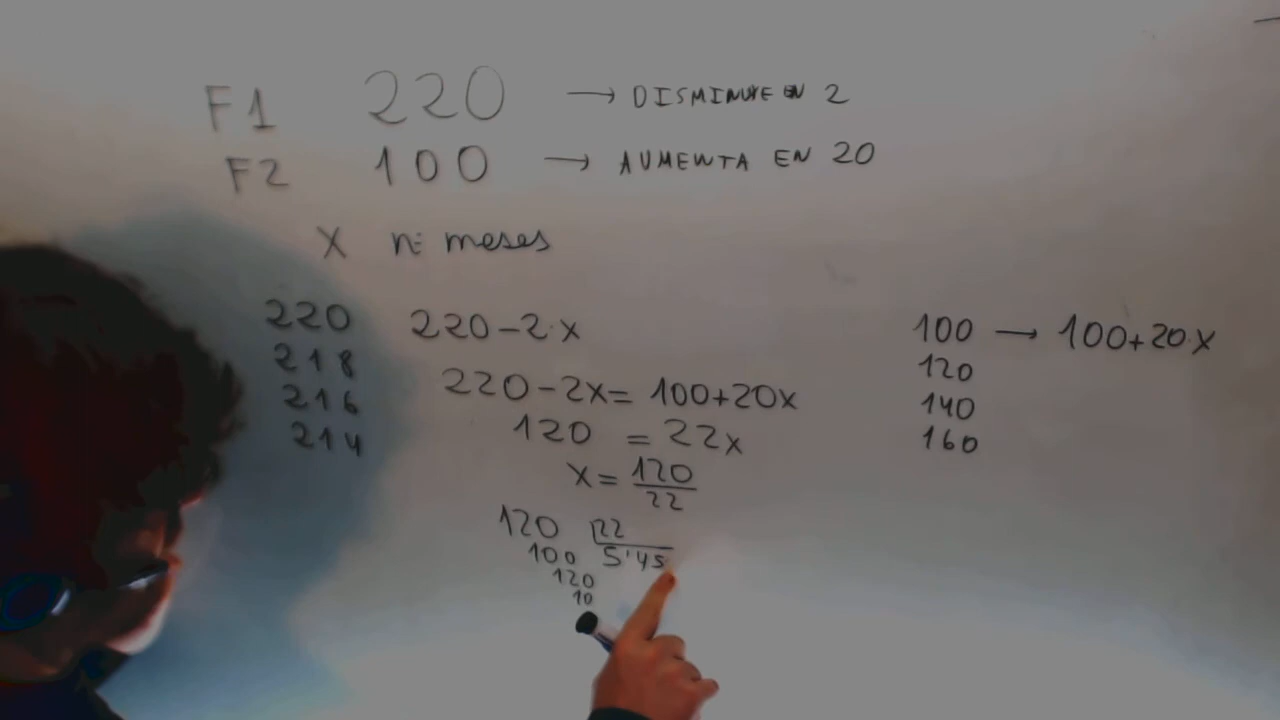 F1 220 → DISMINUYE EN 2
F2 100 → AUMENTA EN 20
X nº meses
220 220-2·x
218
216
214
220-2x= 100+20x
120 = 22x
x= 120/22
120 22
100 5'45
120
10
100 → 100+20·x
120
140
160